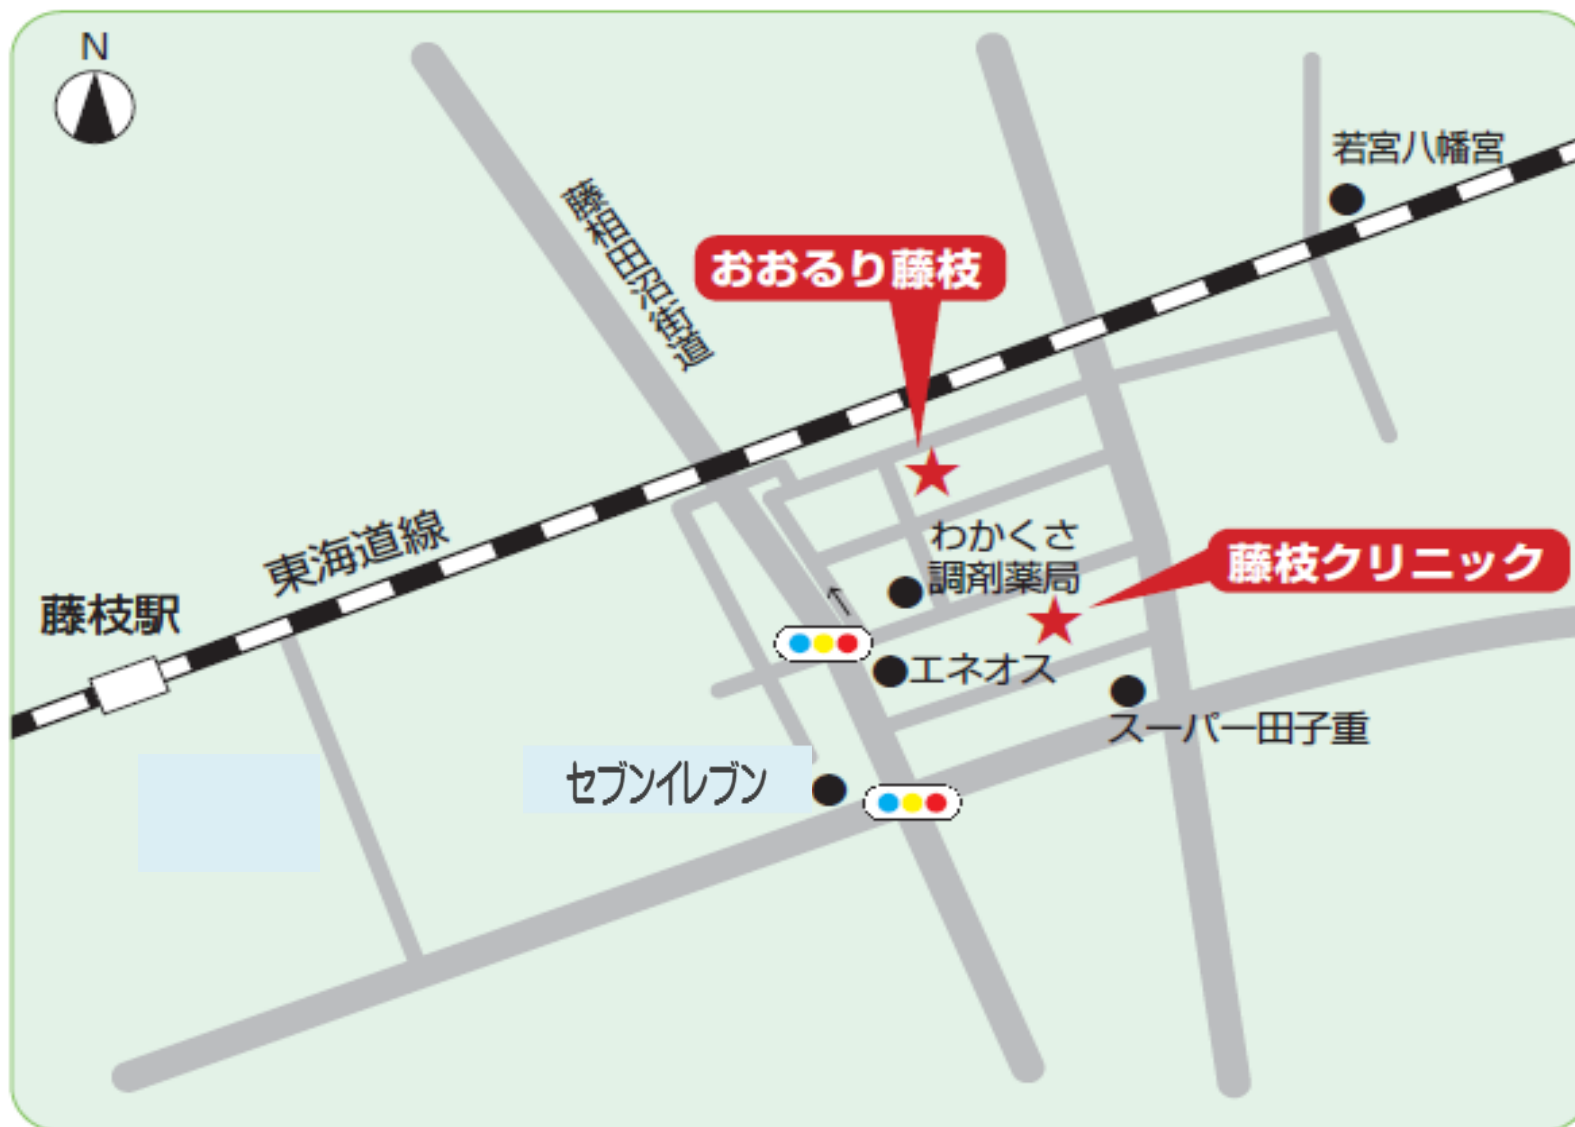 N
若宮八幡宮
藤相田沼街道
おおるり藤枝
東海道線
わかくさ
調剤薬局
藤枝クリニック
藤枝駅
エネオス
スーパー田子重
セブンイレブン